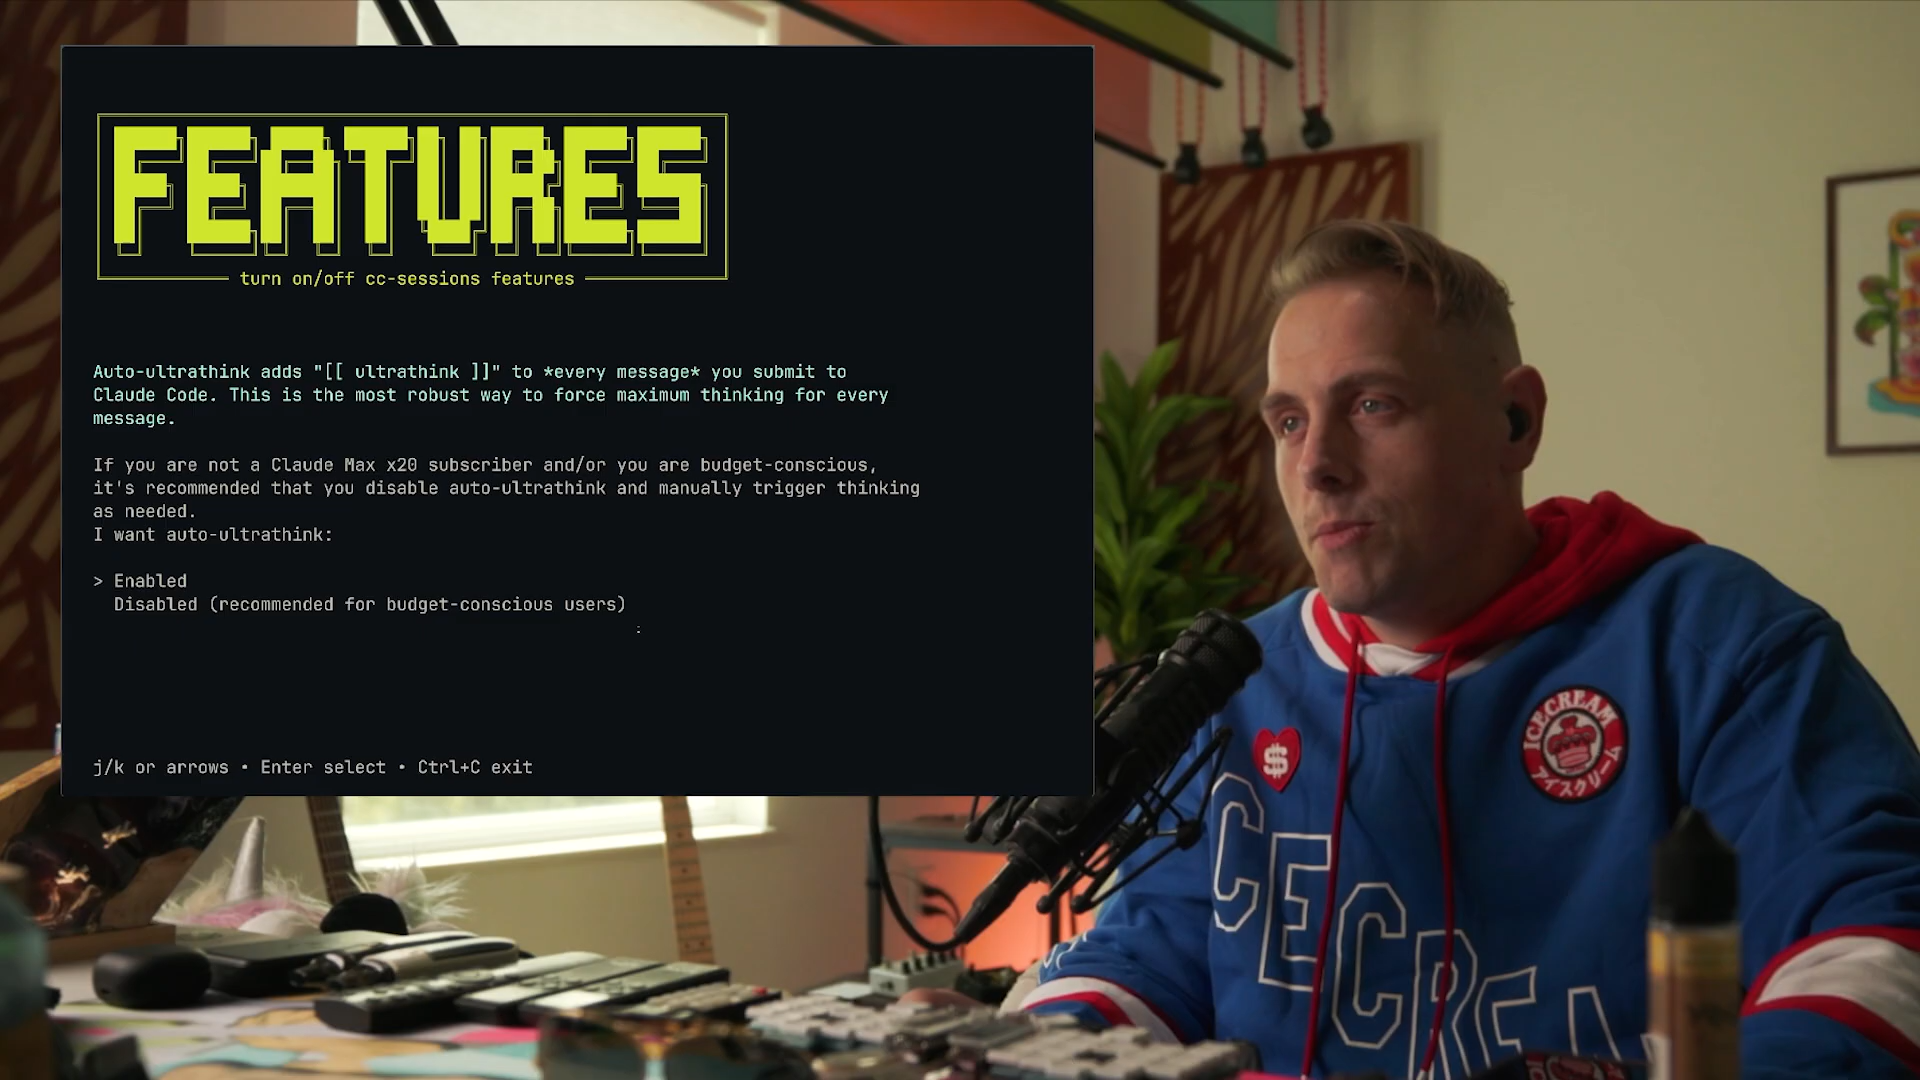 FEATURES
turn on/off cc-sessions features
Auto-ultrathink adds "[[ ultrathink ]]" to *every message* you submit to
Claude Code. This is the most robust way to force maximum thinking for every
message.
If you are not a Claude Max x20 subscriber and/or you are budget-conscious,
it's recommended that you disable auto-ultrathink and manually trigger thinking
as needed.
I want auto-ultrathink:
> Enabled
Disabled (recommended for budget-conscious users)
:
j/k or arrows • Enter select • Ctrl+C exit
$
ICECREAM
アイスクリーム
CECREA